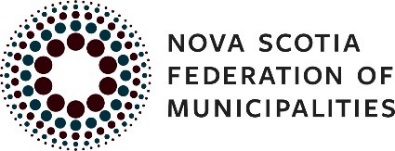 NOVA SCOTIA
FEDERATION OF
MUNICIPALITIES